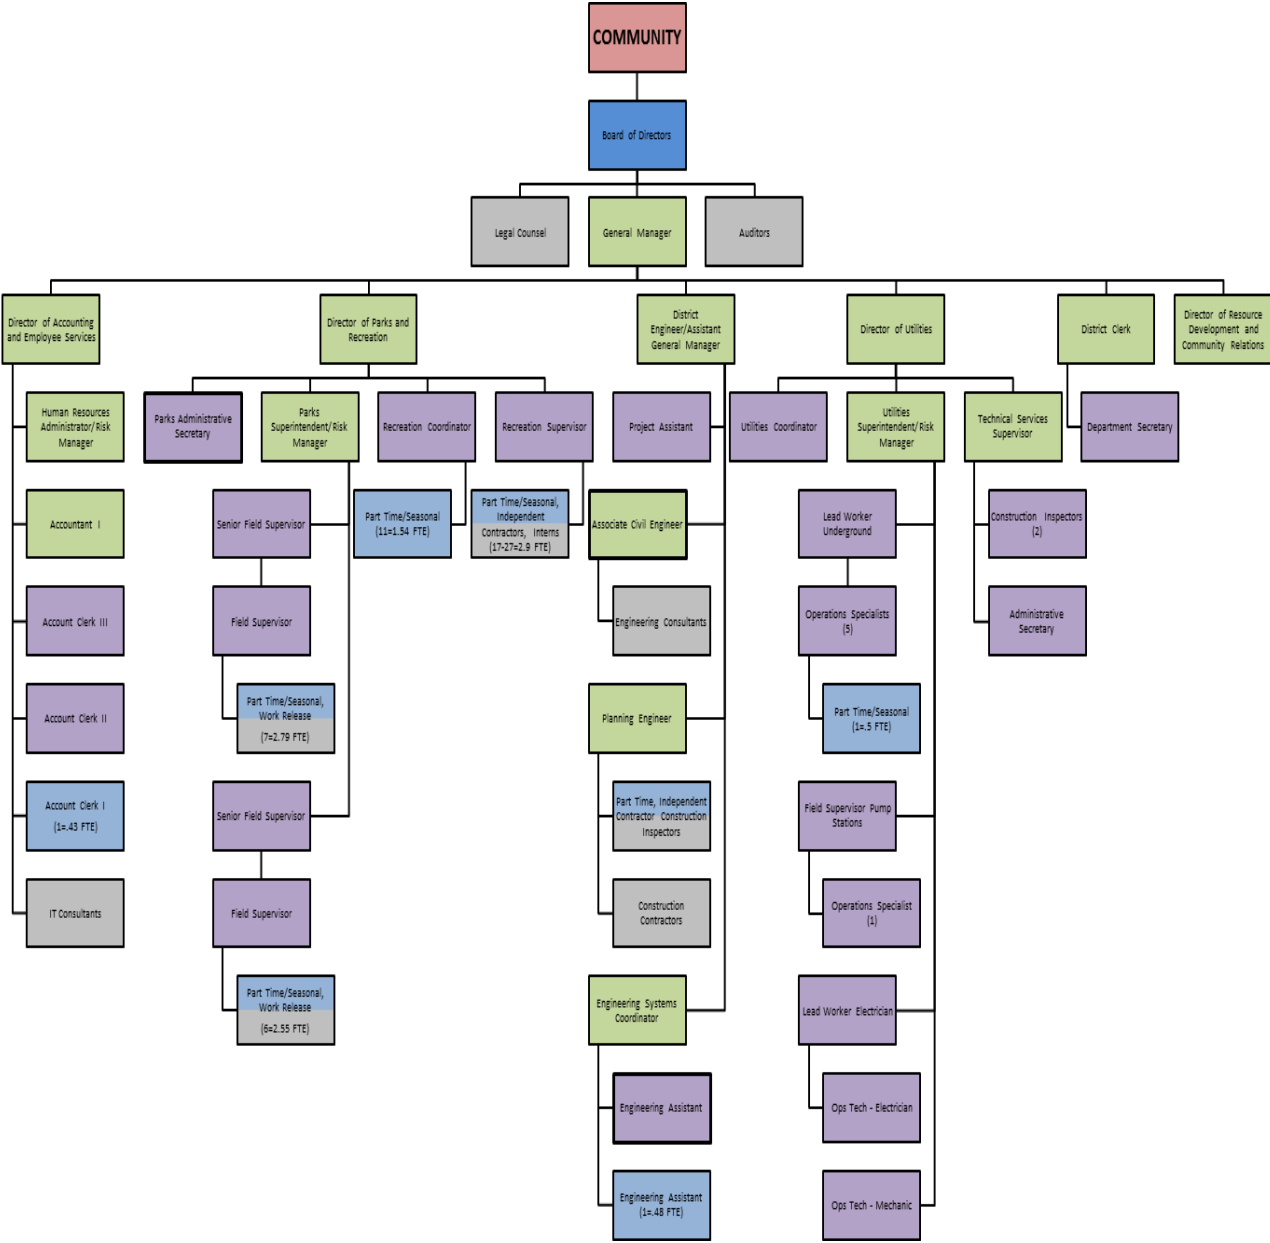 COMMUNITY
Board of Directors
Legal Counsel
General Manager
Auditors
Director of Accounting
and Employee Services
Director of Parks and
Recreation
District
Engineer/Assistant
General Manager
Director of Utilities
District Clerk
Director of Resource
Development and
Community Relations
Human Resources
Administrator/Risk
Manager
Parks Administrative
Secretary
Parks
Superintendent/Risk
Manager
Recreation Coordinator
Recreation Supervisor
Project Assistant
Utilities Coordinator
Utilities
Superintendent/Risk
Manager
Technical Services
Supervisor
Department Secretary
Accountant I
Senior Field Supervisor
Part Time/Seasonal
(11=1.54 FTE)
Part Time/Seasonal,
Independent
Contractors, Interns
(17-27=2.9 FTE)
Associate Civil Engineer
Lead Worker
Underground
Construction Inspectors
(2)
Account Clerk III
Field Supervisor
Engineering Consultants
Operations Specialists
(5)
Administrative
Secretary
Account Clerk II
Part Time/Seasonal,
Work Release
(7=2.79 FTE)
Planning Engineer
Part Time/Seasonal
(1=.5 FTE)
Account Clerk I
(1=.43 FTE)
Senior Field Supervisor
Part Time, Independent
Contractor Construction
Inspectors
Field Supervisor Pump
Stations
IT Consultants
Field Supervisor
Construction
Contractors
Operations Specialist
(1)
Part Time/Seasonal,
Work Release
(6=2.55 FTE)
Engineering Systems
Coordinator
Lead Worker Electrician
Engineering Assistant
Ops Tech - Electrician
Engineering Assistant
(1=.48 FTE)
Ops Tech - Mechanic